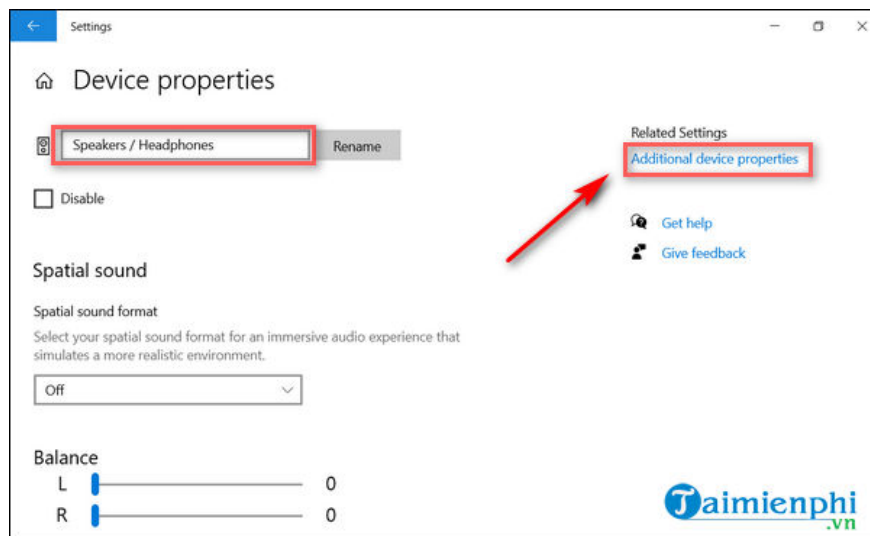 Settings
Device properties
Speakers / Headphones
Rename
Disable
Spatial sound
Spatial sound format
Select your spatial sound format for an immersive audio experience that
simulates a more realistic environment.
Off
Balance
L 0
R 0
Related Settings
Additional device properties
Get help
Give feedback
Taimienphi
.vn